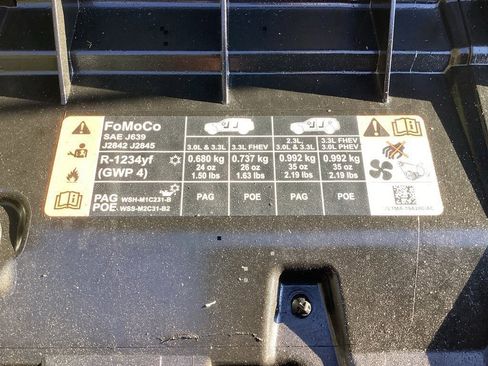 FoMoCo
SAE J639
J2842 J2845
3.0L & 3.3L
3.3L FHEV
2.3L,
3.0L & 3.3L
3.3L FHEV
3.0L PHEV
R-1234yf
(GWP 4)
0.680 kg
24 oz
1.50 lbs
0.737 kg
26 oz
1.63 lbs
0.992 kg
35 oz
2.19 lbs
0.992 kg
35 oz
2.19 lbs
PAG WSH-M1C231-B
POE WSS-M2C31-B2
PAG
POE
PAG
POE